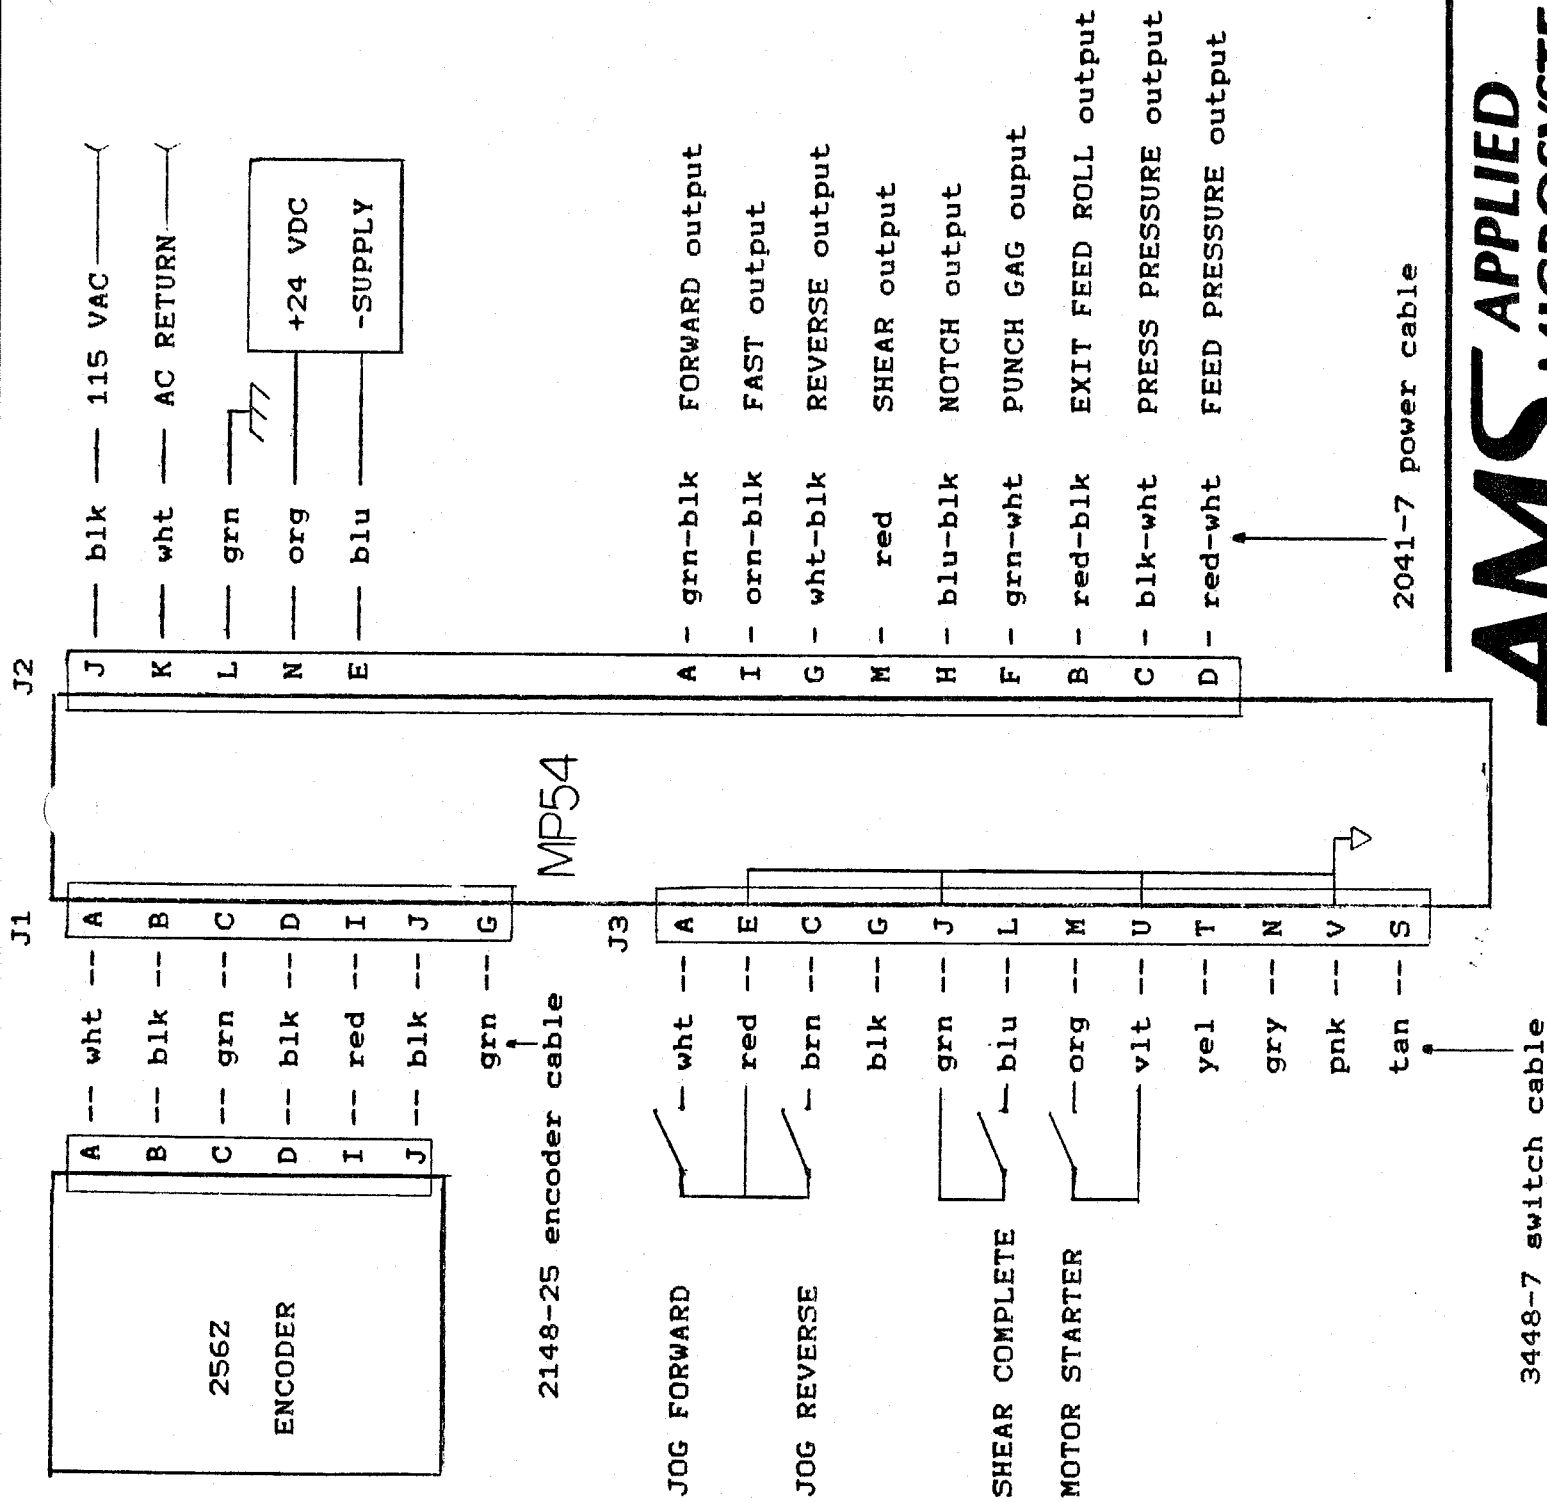 J1
J2
A -- wht -- A
B -- blk -- B
C -- grn -- C
D -- blk -- D
I -- red -- I
J -- blk -- J
grn -- G
256Z
ENCODER
2148-25 encoder cable
MP54
J blk 115 VAC
K wht AC RETURN
L grn
N org +24 VDC
E blu -SUPPLY
J3
JOG FORWARD wht -- A
red -- E
JOG REVERSE brn -- C
blk -- G
grn -- J
SHEAR COMPLETE blu -- L
MOTOR STARTER org -- M
vlt -- U
yel -- T
gry -- N
pnk -- V
tan -- S
3448-7 switch cable
A - grn-blk FORWARD output
I - orn-blk FAST output
G - wht-blk REVERSE output
M - red SHEAR output
H - blu-blk NOTCH output
F - grn-wht PUNCH GAG ouput
B - red-blk EXIT FEED ROLL output
C - blk-wht PRESS PRESSURE output
D - red-wht FEED PRESSURE output
2041-7 power cable
AMS APPLIED